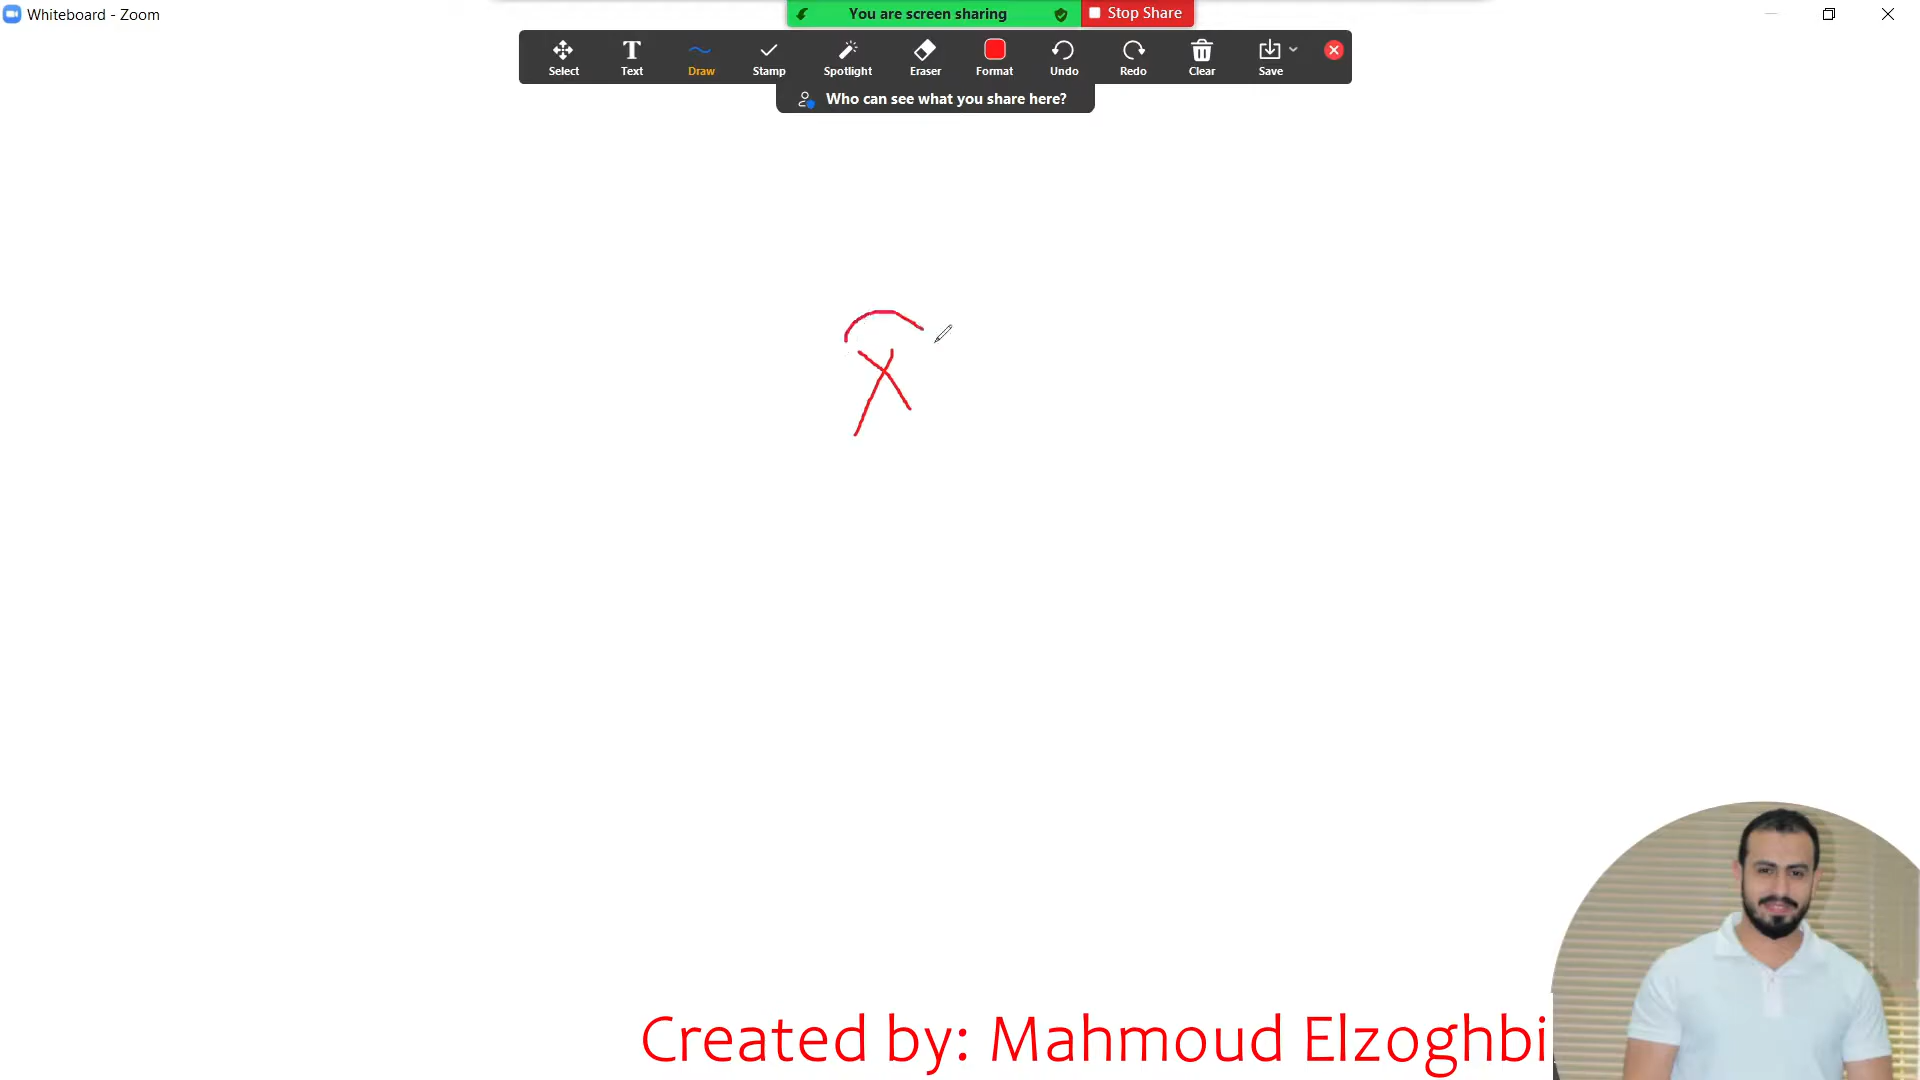 Whiteboard - Zoom
You are screen sharing
Stop Share
Select
Text
Draw
Stamp
Spotlight
Eraser
Format
Undo
Redo
Clear
Save
Who can see what you share here?
X
Created by: Mahmoud Elzoghbi